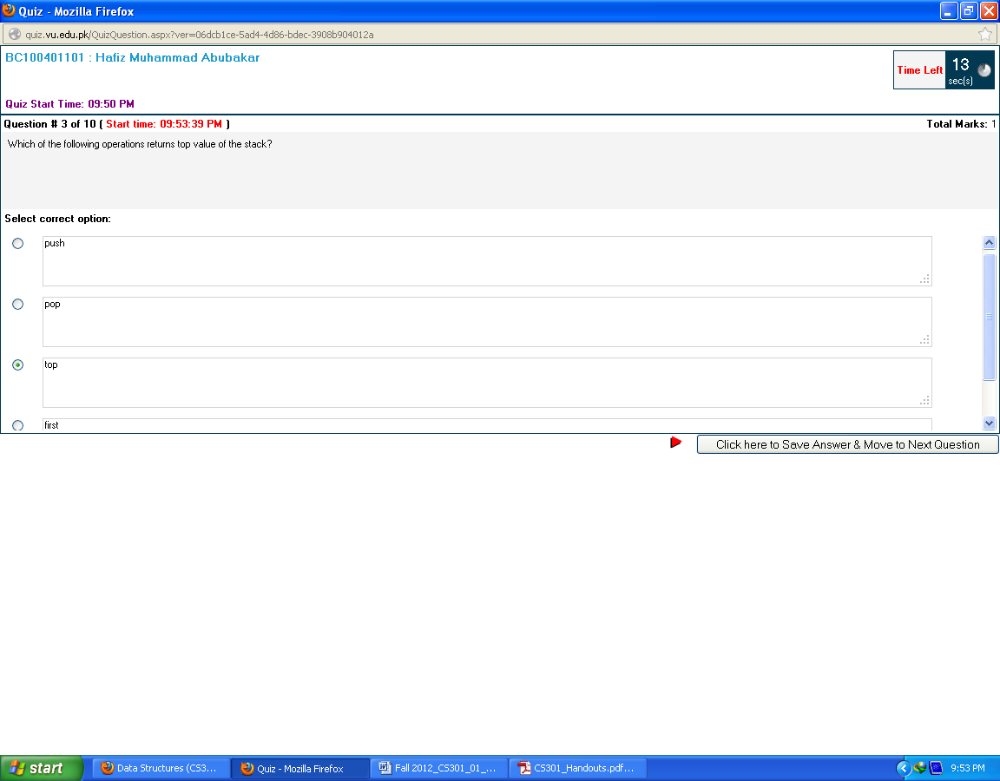 Quiz - Mozilla Firefox
quiz.vu.edu.pk/QuizQuestion.aspx?ver=06dcb1ce-5ad4-4d86-bdec-3908b904012a
BC100401101 : Hafiz Muhammad Abubakar
Time Left 13 sec(s)
Quiz Start Time: 09:50 PM
Question # 3 of 10 ( Start time: 09:53:39 PM ) Total Marks: 1
Which of the following operations returns top value of the stack?
Select correct option:
push
pop
top
first
Click here to Save Answer & Move to Next Question
start Data Structures (CS3... Quiz - Mozilla Firefox Fall 2012_CS301_01_... CS301_Handouts.pdf... 9:53 PM